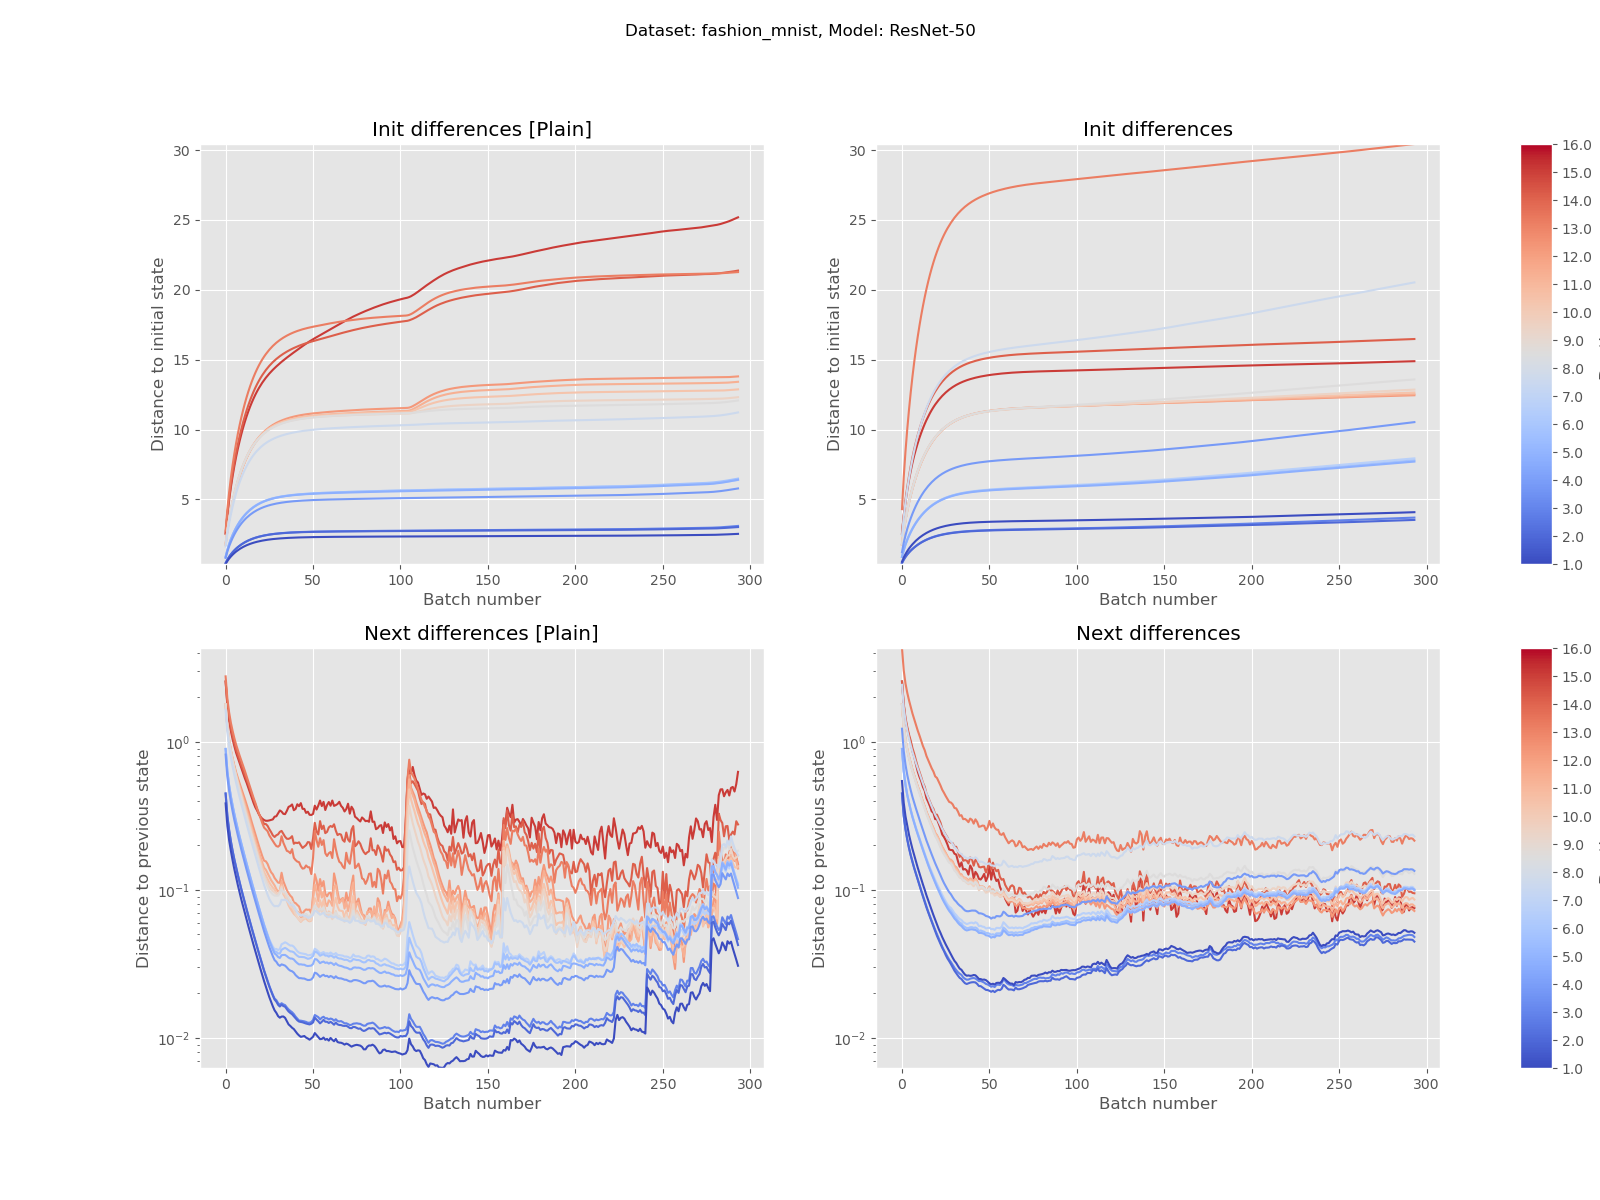 Dataset: fashion_mnist, Model: ResNet-50
Init differences [Plain]
Init differences
30
25
20
15
10
5
Distance to initial state
0 50 100 150 200 250 300
Batch number
30
25
20
15
10
5
Distance to initial state
0 50 100 150 200 250 300
Batch number
16.0
15.0
14.0
13.0
12.0
11.0
10.0
9.0
8.0
7.0
6.0
5.0
4.0
3.0
2.0
1.0
Next differences [Plain]
Next differences
10⁰
10⁻¹
10⁻²
Distance to previous state
0 50 100 150 200 250 300
Batch number
10⁰
10⁻¹
10⁻²
Distance to previous state
0 50 100 150 200 250 300
Batch number
16.0
15.0
14.0
13.0
12.0
11.0
10.0
9.0
8.0
7.0
6.0
5.0
4.0
3.0
2.0
1.0